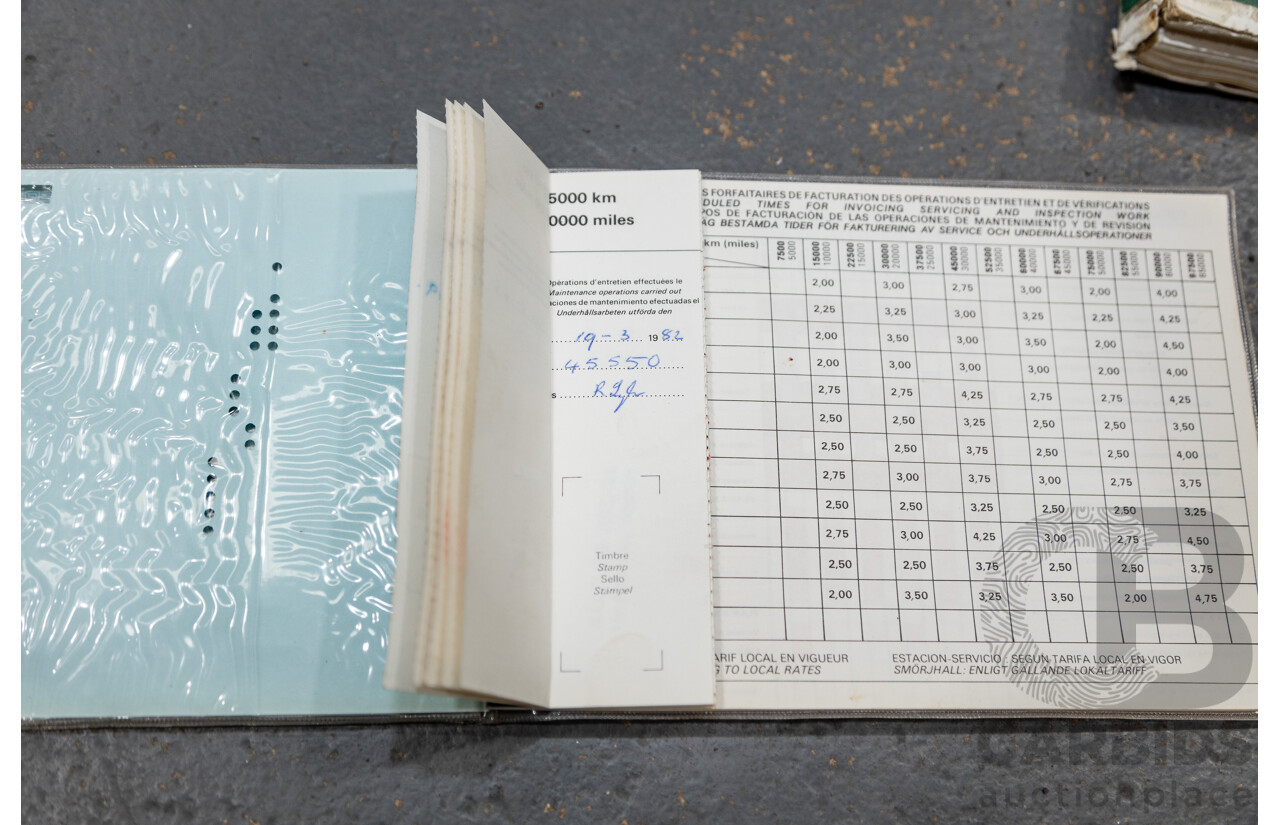 5000 km
0000 miles
Opérations d'entretien effectuées le
Maintenance operations carried out
aciones de mantenimiento efectuadas el
Underhållsarbeten utförda den
19-3 1982
45550
s
Timbre
Stamp
Sello
Stämpel
S FORFAITAIRES DE FACTURATION DES OPERATIONS D'ENTRETIEN ET DE VÉRIFICATIONS
DULED TIMES FOR INVOICING SERVICING AND INSPECTION WORK
POS DE FACTURACIÓN DE LAS OPERACIONES DE MANTENIMIENTO Y DE REVISION
AG BESTÄMDA TIDER FÖR FAKTURERING AV SERVICE OCH UNDERHÅLLSOPERATIONER
km (miles) 7500 15000 22500 30000 37500 45000 52500 60000 67500 75000 82500 90000 97500
5000 10000 15000 20000 25000 30000 35000 40000 45000 50000 55000 60000 65000
2,00 3,00 2,75 3,00 2,00 4,00
2,25 3,25 3,00 3,25 2,25 4,25
2,00 3,50 3,00 3,50 2,00 4,50
2,00 3,00 3,00 3,00 2,00 4,00
2,75 2,75 4,25 2,75 2,75 4,25
2,50 2,50 3,25 2,50 2,50 3,50
2,50 2,50 3,75 2,50 2,50 4,00
2,75 3,00 3,75 3,00 2,75 3,75
2,50 2,50 3,25 2,50 2,50 3,25
2,75 3,00 4,25 3,00 2,75 4,50
2,50 2,50 3,75 2,50 2,50 3,75
2,00 3,50 3,25 3,50 2,00 4,75
ARIF LOCAL EN VIGUEUR ESTACION-SERVICIO : SEGUN TARIFA LOCAL EN VIGOR
G TO LOCAL RATES SMÖRJHALL: ENLIGT GÄLLANDE LOKALTARIFF
CB
CARBIDS
auctionplace